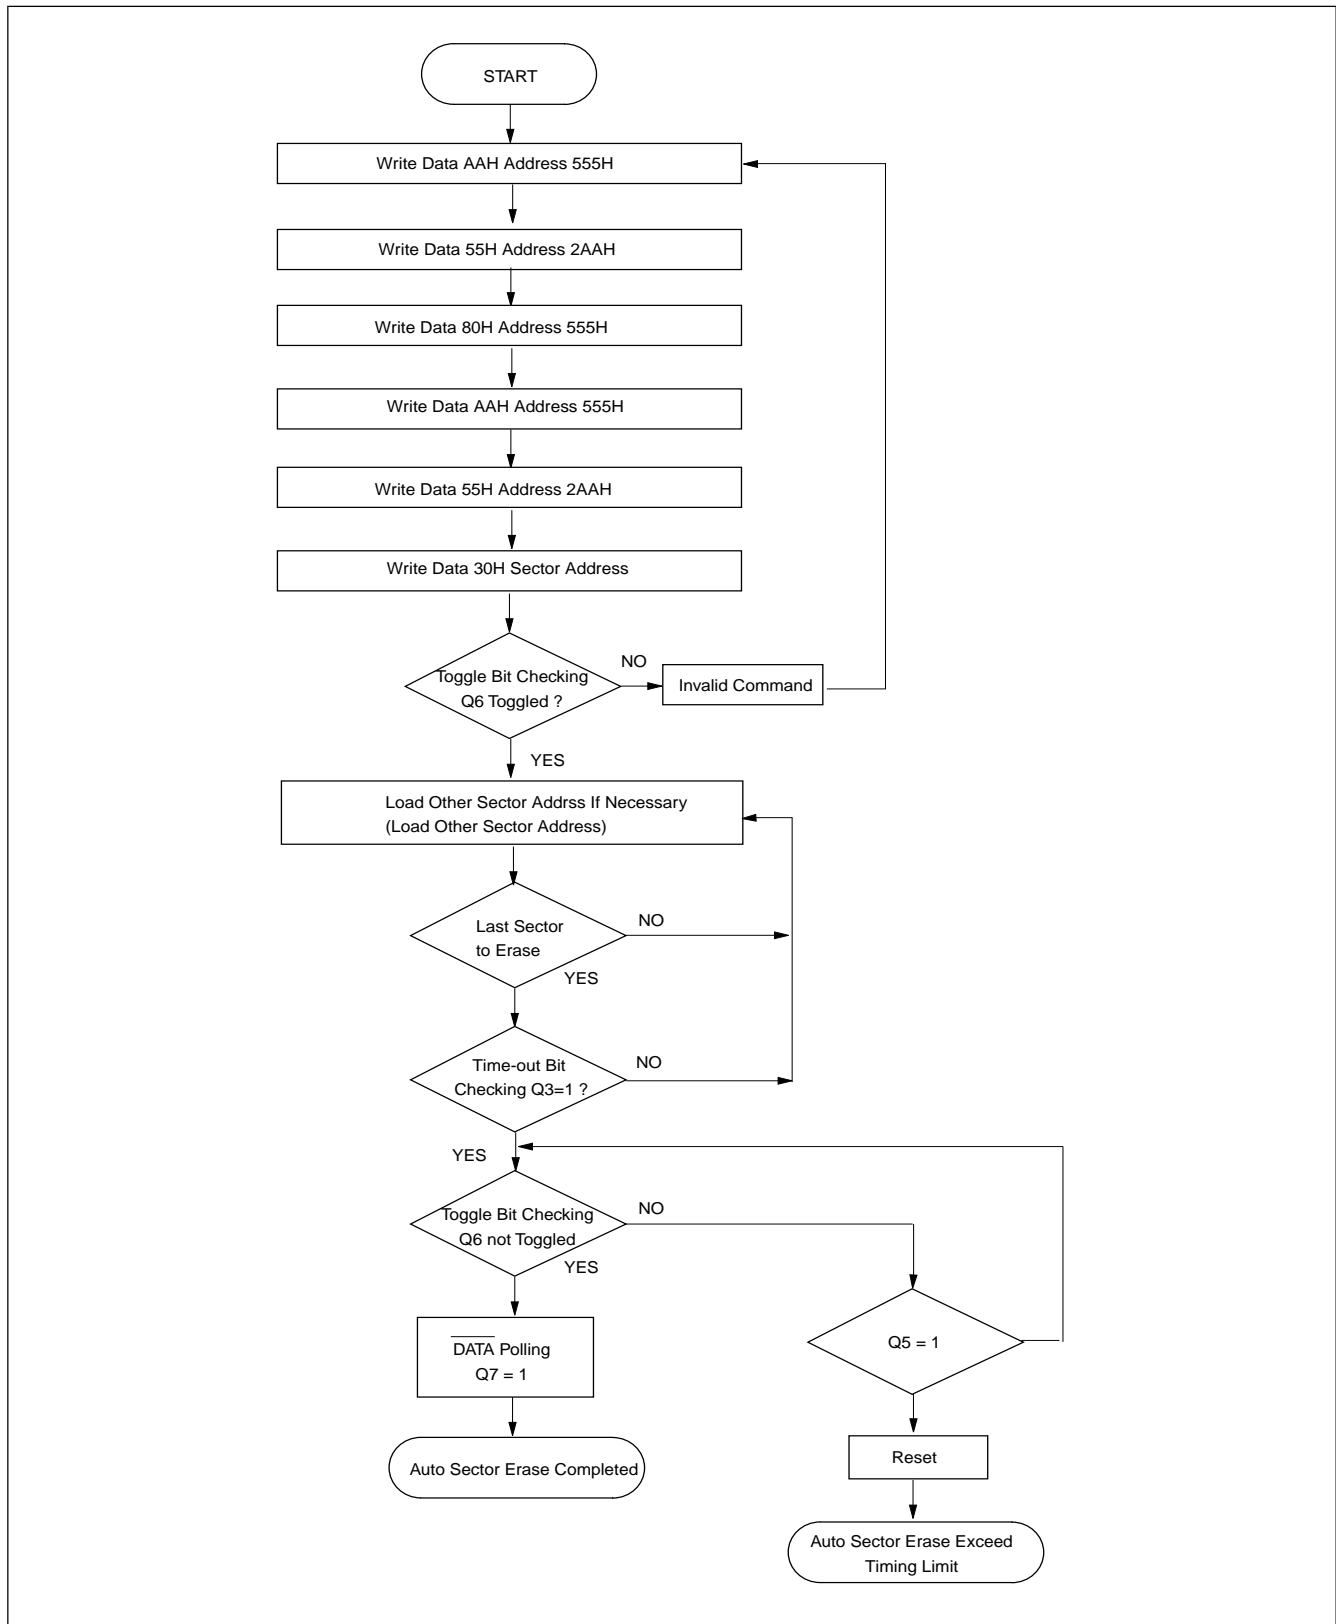 START
Write Data AAH Address 555H
Write Data 55H Address 2AAH
Write Data 80H Address 555H
Write Data AAH Address 555H
Write Data 55H Address 2AAH
Write Data 30H Sector Address
Toggle Bit Checking
Q6 Toggled ?
NO
Invalid Command
YES
Load Other Sector Addrss If Necessary
(Load Other Sector Address)
Last Sector
to Erase
NO
YES
Time-out Bit
Checking Q3=1 ?
NO
YES
Toggle Bit Checking
Q6 not Toggled
NO
YES
DATA Polling
Q7 = 1
Q5 = 1
Auto Sector Erase Completed
Reset
Auto Sector Erase Exceed
Timing Limit